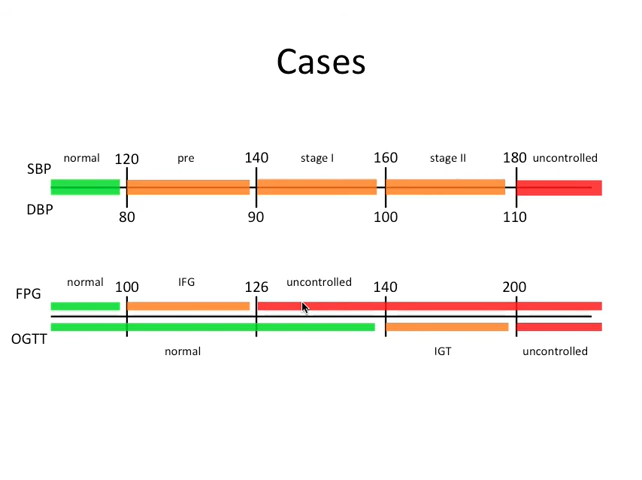 Cases
normal 120 pre 140 stage I 160 stage II 180 uncontrolled
SBP
DBP
80 90 100 110
normal 100 IFG 126 uncontrolled 140 200
FPG
OGTT
normal IGT uncontrolled